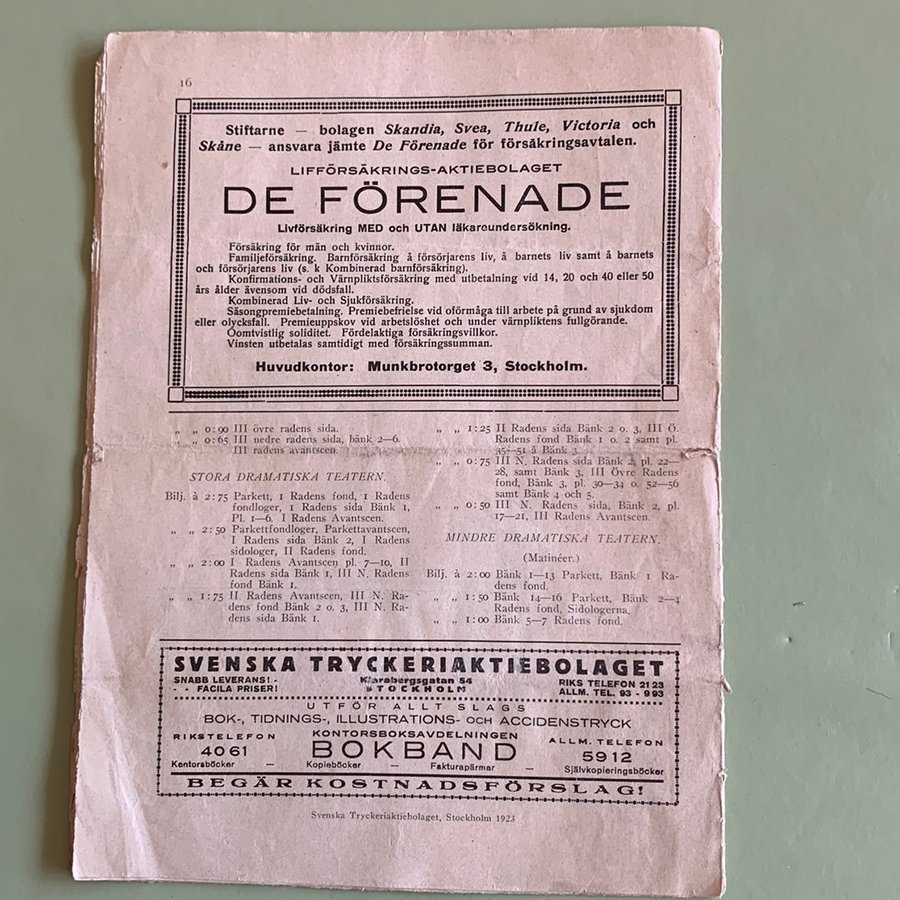 16
Stiftarne — bolagen Skandia, Svea, Thule, Victoria och
Skåne — ansvara jämte De Förenade för försäkringsavtalen.
LIFFÖRSÄKRINGS-AKTIEBOLAGET
DE FÖRENADE
Livförsäkring MED och UTAN läkareundersökning.
Försäkring för män och kvinnor.
Familjeförsäkring. Barnförsäkring å försörjarens liv, å barnets liv samt å barnets
och försörjarens liv (s. k Kombinerad barnförsäkring).
Konfirmations- och Värnpliktsförsäkring med utbetalning vid 14, 20 och 40 eller 50
års ålder ävensom vid dödsfall.
Kombinerad Liv- och Sjukförsäkring.
Säsongpremiebetalning. Premiebefrielse vid oförmåga till arbete på grund av sjukdom
eller olycksfall. Premieuppskov vid arbetslöshet och under värnpliktens fullgörande.
Oomtvistlig soliditet. Fördelaktiga försäkringsvillkor.
Vinsten utbetalas samtidigt med försäkringssumman.
Huvudkontor: Munkbrotorget 3, Stockholm.
„ „ 0:90 III övre radens sida.
„ „ 0:65 III nedre radens sida, bänk 2—6.
III radens avantscen.
STORA DRAMATISKA TEATERN.
Bilj. à 2:75 Parkett, I Radens fond, I Radens
fondloger, I Radens sida Bänk 1,
Pl. 1—6. I Radens Avantscen.
„ „ 2:50 Parkettfondloger, Parkettavantscen,
I Radens sida Bänk 2, I Radens
sidologer, II Radens fond.
„ „ 2:00 I Radens Avantscen pl. 7—10, II
Radens sida Bänk 1, III N. Radens
fond Bänk 1.
„ „ 1:75 II Radens Avantscen, III N. Ra-
dens fond Bänk 2 o. 3, III N. Ra-
dens sida Bänk 1.
„ „ 1:25 II Radens sida Bänk 2 o. 3, III Ö.
Radens fond Bänk 1 o. 2 samt pl.
35—51 å Bänk 3.
„ „ 0:75 III N. Radens sida Bänk 2, pl. 22—
28, samt Bänk 3, III Övre Radens
fond, Bänk 3, pl. 30—34 o. 52—56
samt Bänk 4 och 5.
„ „ 0:50 III N. Radens sida, Bänk 2, pl.
17—21, III Radens Avantscen.
MINDRE DRAMATISKA TEATERN.
(Matinéer.)
Bilj. à 2:00 Bänk 1—13 Parkett, Bänk 1 Ra-
dens fond.
„ „ 1:50 Bänk 14—16 Parkett, Bänk 2—4
Radens fond, Sidologerna.
„ „ 1:00 Bänk 5—7 Radens fond.
SVENSKA TRYCKERIAKTIEBOLAGET
SNABB LEVERANS! -
- - FACILA PRISER!
Klarabergsgatan 54
STOCKHOLM
RIKS TELEFON 21 23
ALLM. TEL. 93 - 993
UTFÖR ALLT SLAGS
BOK-, TIDNINGS-, ILLUSTRATIONS- OCH ACCIDENSTRYCK
RIKSTELEFON
4061
KONTORSBOKSAVDELNINGEN
BOKBAND
ALLM. TELEFON
5912
Kontorsböcker — Kopieböcker — Fakturapärmar — Självkopieringsböcker
BEGÄR KOSTNADSFÖRSLAG!
Svenska Tryckeriaktiebolaget, Stockholm 1923